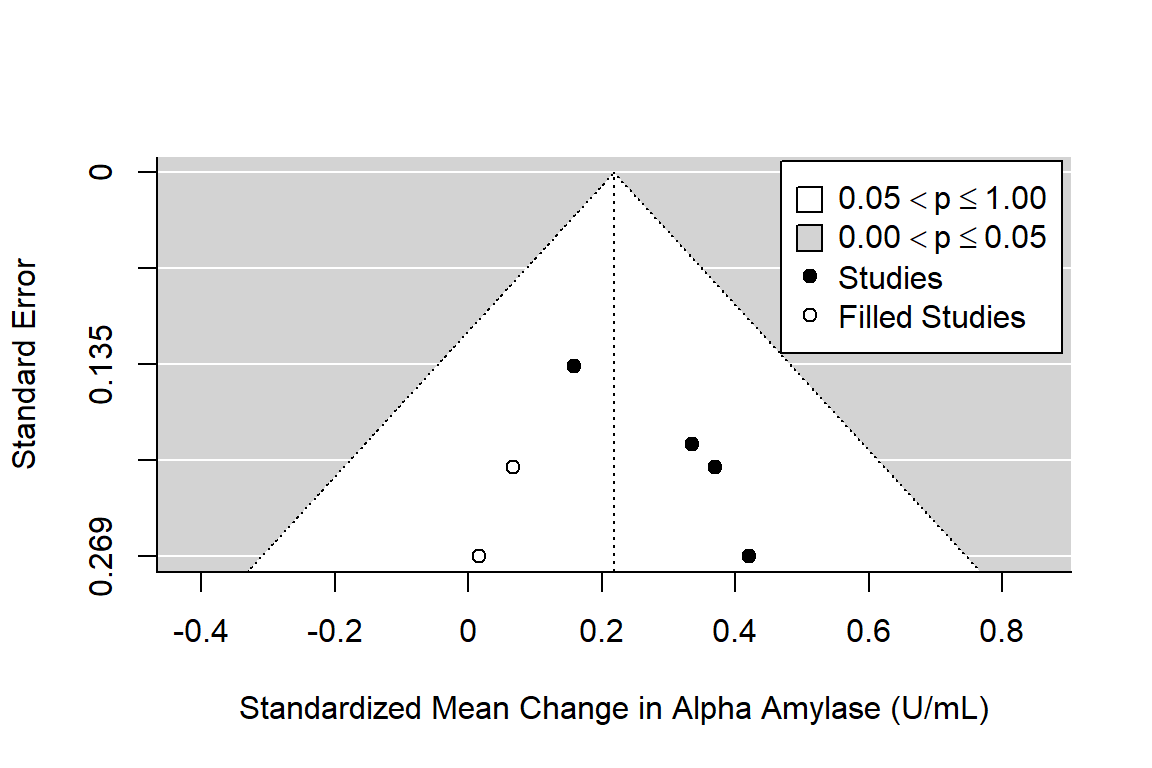 0.05 < p ≤ 1.00
0.00 < p ≤ 0.05
Studies
Filled Studies
Standard Error
0
0.135
0.269
-0.4 -0.2 0 0.2 0.4 0.6 0.8
Standardized Mean Change in Alpha Amylase (U/mL)